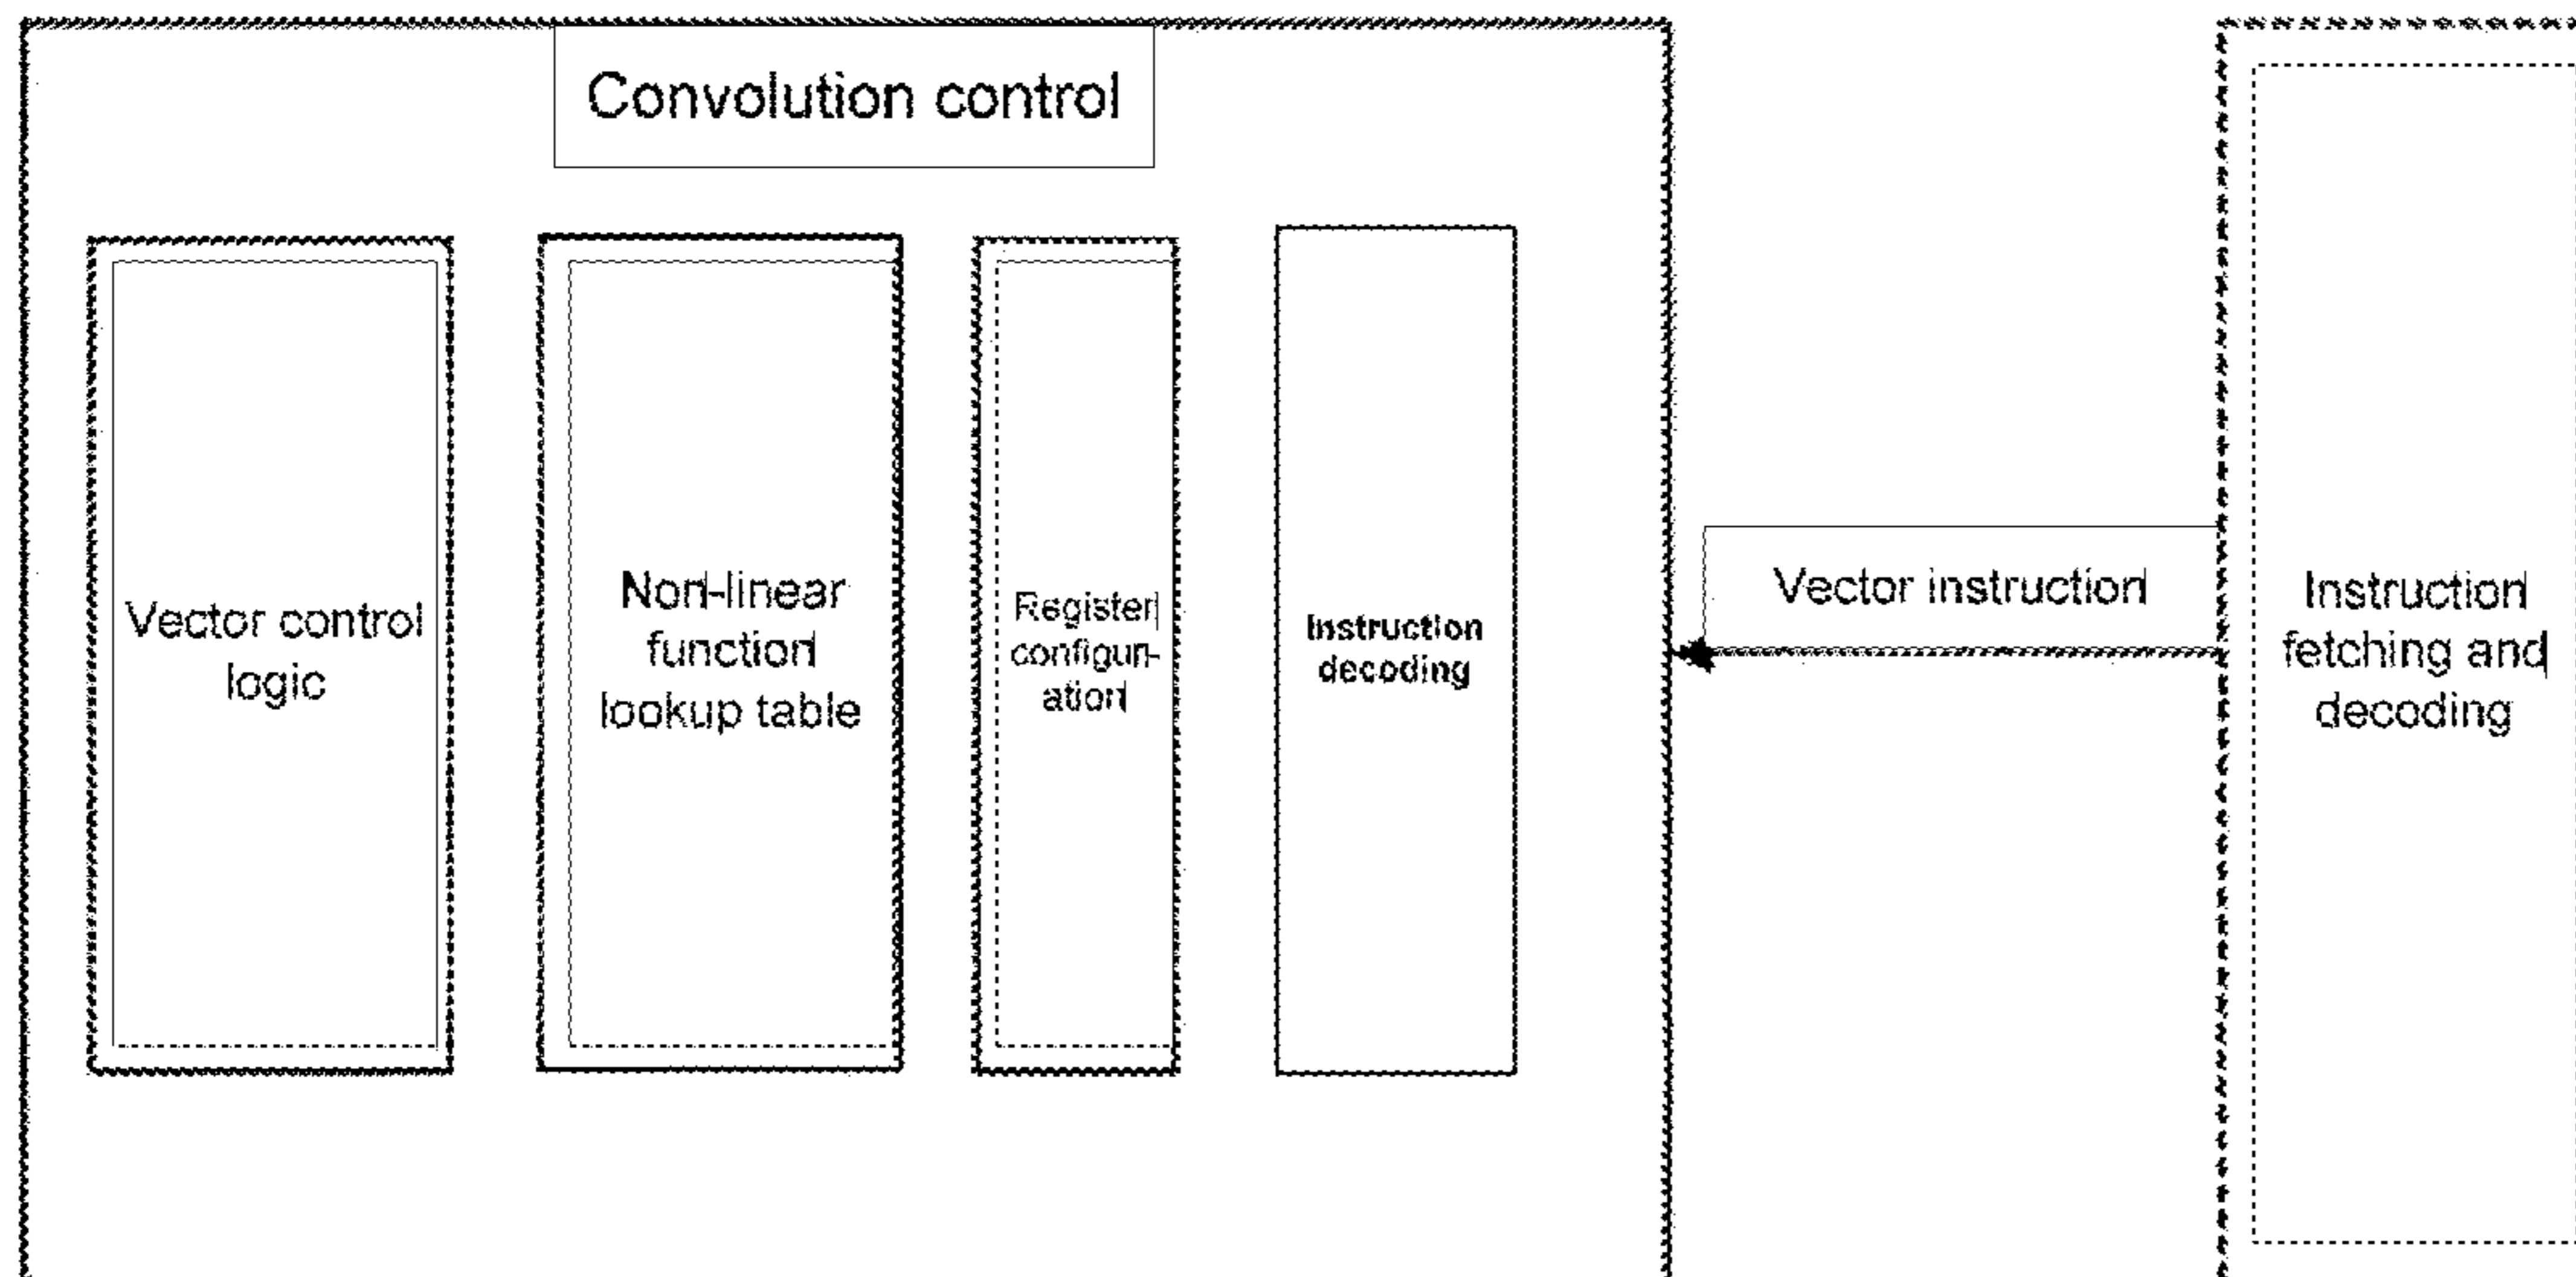 Convolution control
Vector control
logic
Non-linear
function
lookup table
Register
configun-
ation
Instruction
decoding
Vector instruction
Instruction
fetching and
decoding